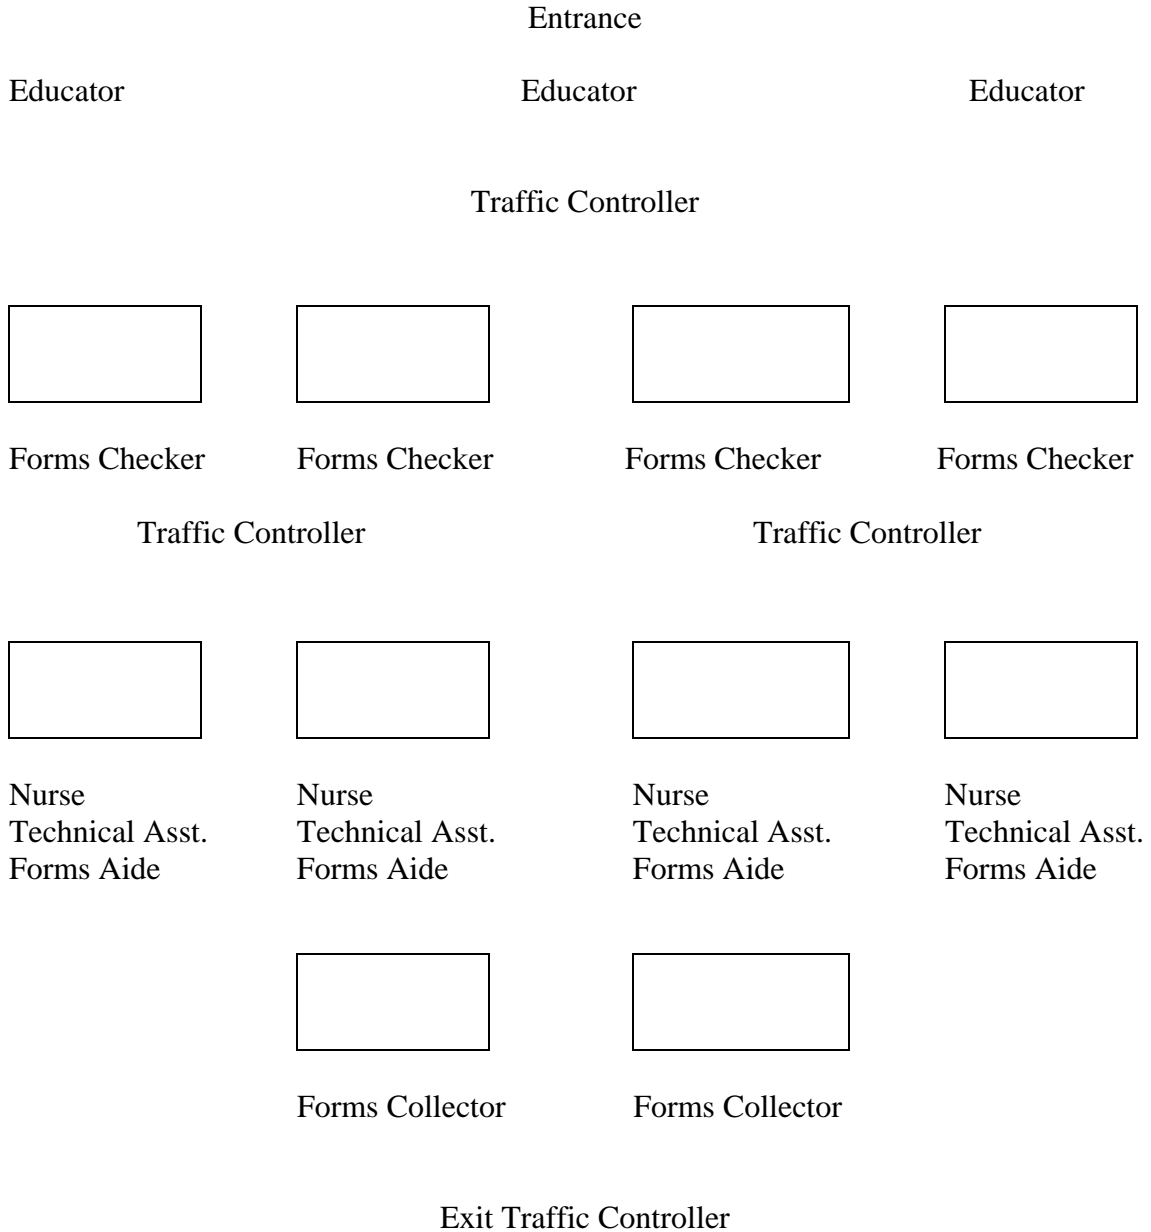 Entrance
Educator Educator Educator
Traffic Controller
Forms Checker Forms Checker Forms Checker Forms Checker
Traffic Controller Traffic Controller
Nurse Nurse Nurse Nurse
Technical Asst. Technical Asst. Technical Asst. Technical Asst.
Forms Aide Forms Aide Forms Aide Forms Aide
Forms Collector Forms Collector
Exit Traffic Controller